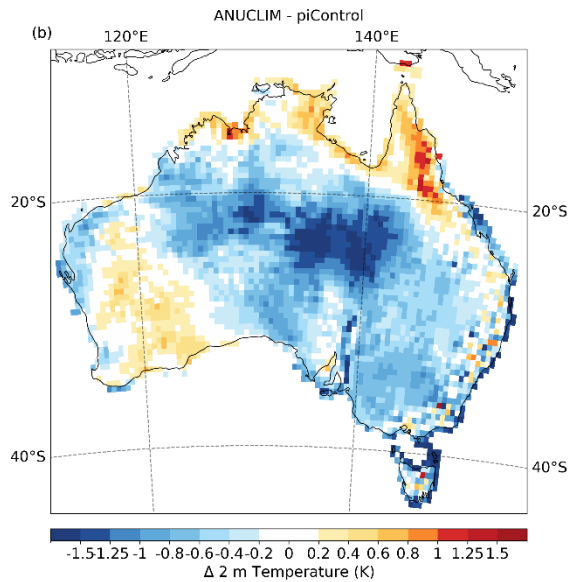 ANUCLIM - piControl
(b)
120°E 140°E
20°S 20°S
40°S 40°S
-1.5-1.25 -1 -0.8-0.6-0.4 -0.2 0 0.2 0.4 0.6 0.8 1 1.25 1.5
Δ 2 m Temperature (K)